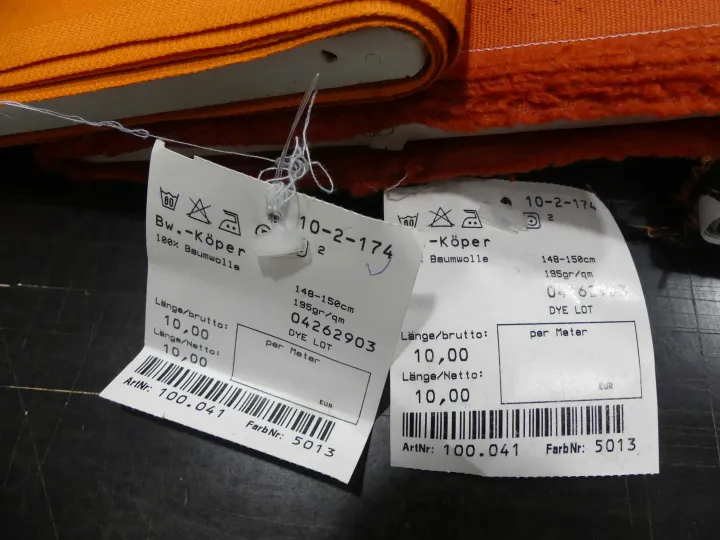 60
10-2-174
2
Bw.-Köper
100% Baumwolle
148-150cm
195gr/qm
04262903
DYE LOT
Länge/brutto:
10,00
Länge/Netto:
10,00
per Meter
EUR
ArtNr: 100.041 FarbNr: 5013
10-2-174
60
2
.-Köper
% Baumwolle
148-150cm
195gr/qm
DYE LOT
Länge/brutto:
10,00
Länge/Netto:
10,00
per Meter
EUR
ArtNr: 100.041 FarbNr: 5013